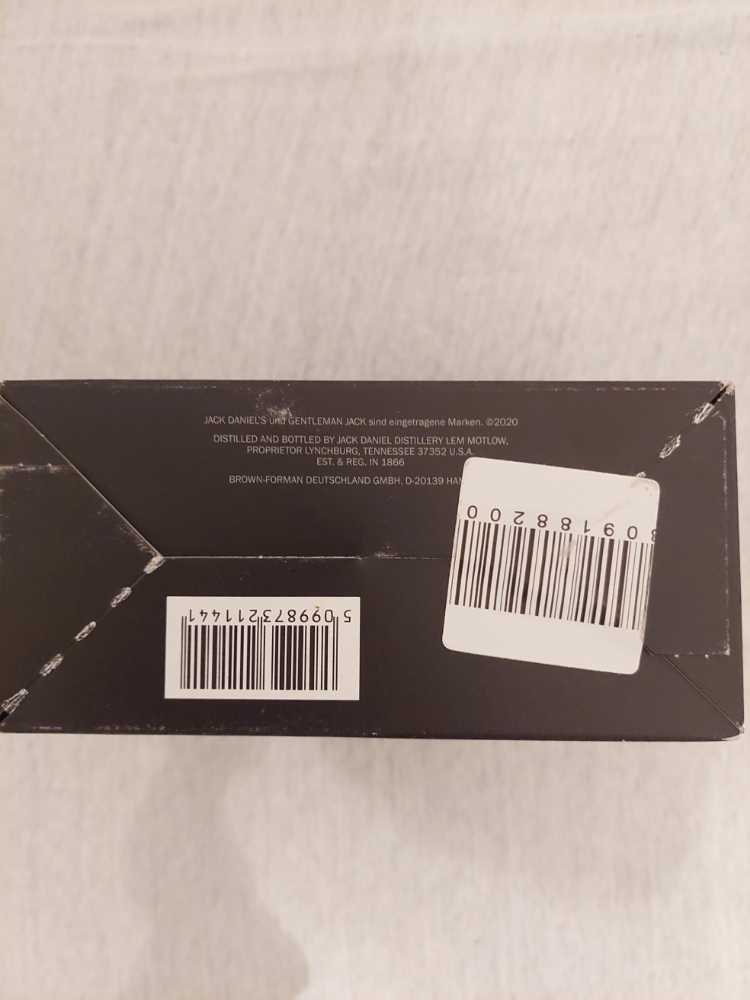 JACK DANIEL'S und GENTLEMAN JACK sind eingetragene Marken. ©2020
DISTILLED AND BOTTLED BY JACK DANIEL DISTILLERY LEM MOTLOW,
PROPRIETOR LYNCHBURG, TENNESSEE 37352 U.S.A.
EST. & REG. IN 1866
BROWN-FORMAN DEUTSCHLAND GMBH, D-20139
09188200
5 099873 211441